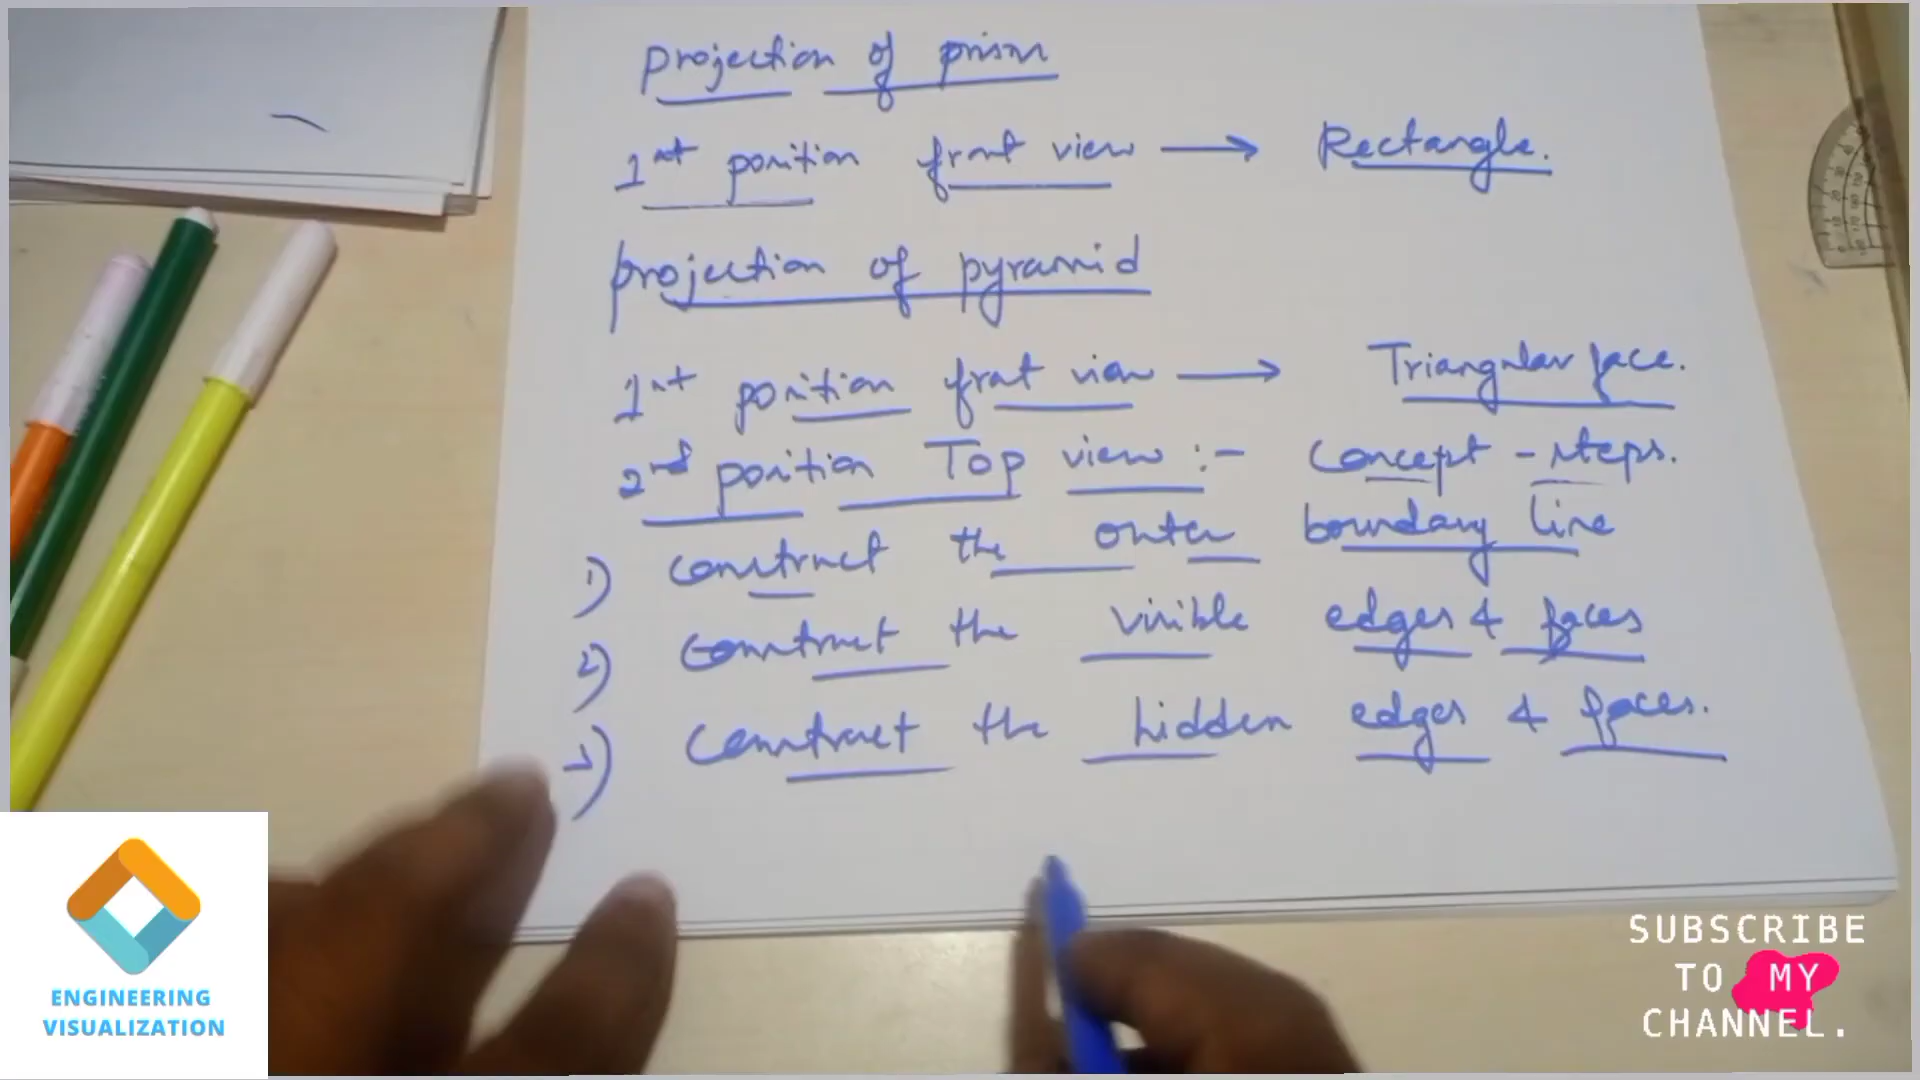 projection of prism
1st position front view → Rectangle.
projection of pyramid
1st position front view → Triangular face.
2nd position Top view :- Concept - steps.
1) construct the outer boundary line
2) construct the visible edges & faces
3) construct the hidden edges & faces.
ENGINEERING
VISUALIZATION
SUBSCRIBE
TO MY
CHANNEL.